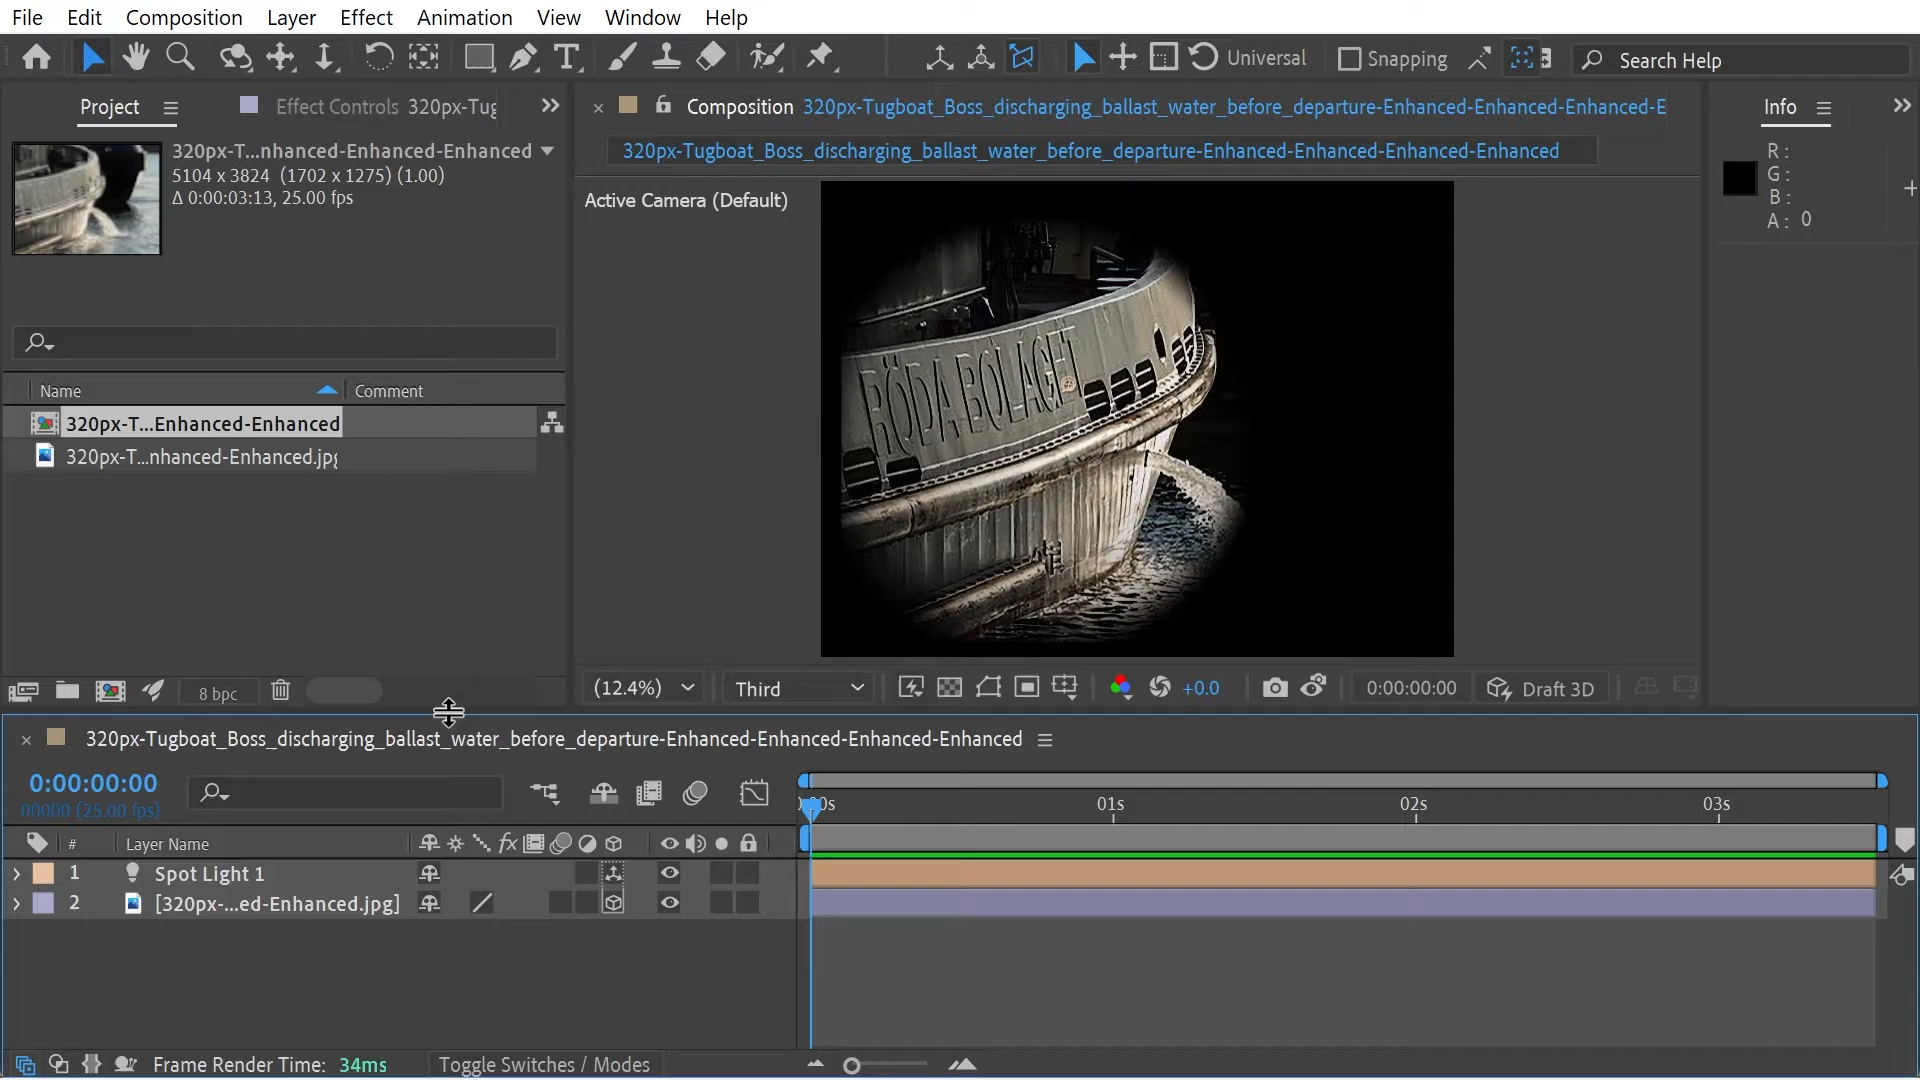 File Edit Composition Layer Effect Animation View Window Help
Universal Snapping Search Help
Project Effect Controls 320px-Tug
Composition 320px-Tugboat_Boss_discharging_ballast_water_before_departure-Enhanced-Enhanced-Enhanced-E
Info
320px-T...nhanced-Enhanced-Enhanced
5104 x 3824 (1702 x 1275) (1.00)
Δ 0:00:03:13, 25.00 fps
320px-Tugboat_Boss_discharging_ballast_water_before_departure-Enhanced-Enhanced-Enhanced-Enhanced
R:
G:
B:
A: 0
Active Camera (Default)
RÖDA BOLAGET
Name Comment
320px-T...Enhanced-Enhanced
320px-T...nhanced-Enhanced.jpg
8 bpc
(12.4%) Third +0.0 0:00:00:00 Draft 3D
320px-Tugboat_Boss_discharging_ballast_water_before_departure-Enhanced-Enhanced-Enhanced-Enhanced
0:00:00:00
00000 (25.00 fps)
01s 02s 03s
# Layer Name fx
1 Spot Light 1
2 [320px-...ed-Enhanced.jpg]
Frame Render Time: 34ms Toggle Switches / Modes